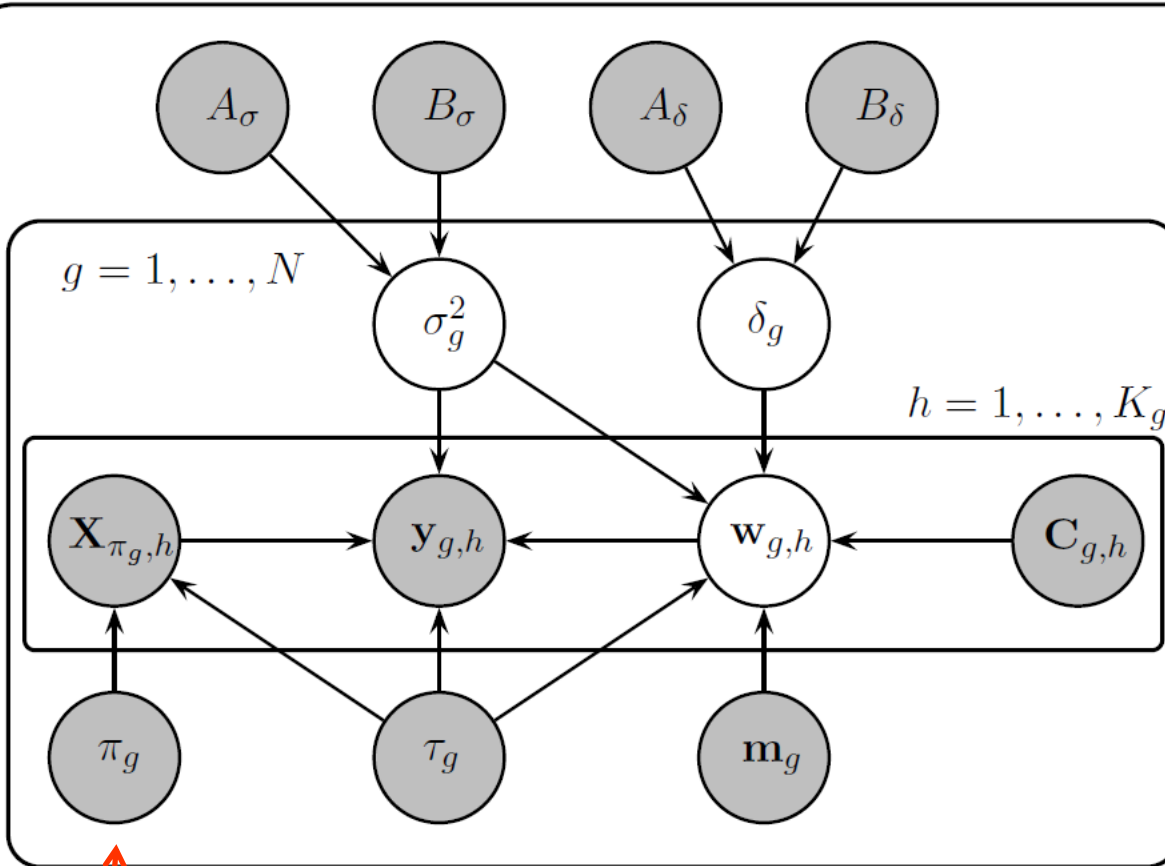 A_σ B_σ A_δ B_δ
g = 1, . . . , N
σ_g^2 δ_g
h = 1, . . . , K_g
X_{π_g,h} y_{g,h} w_{g,h} C_{g,h}
π_g τ_g m_g